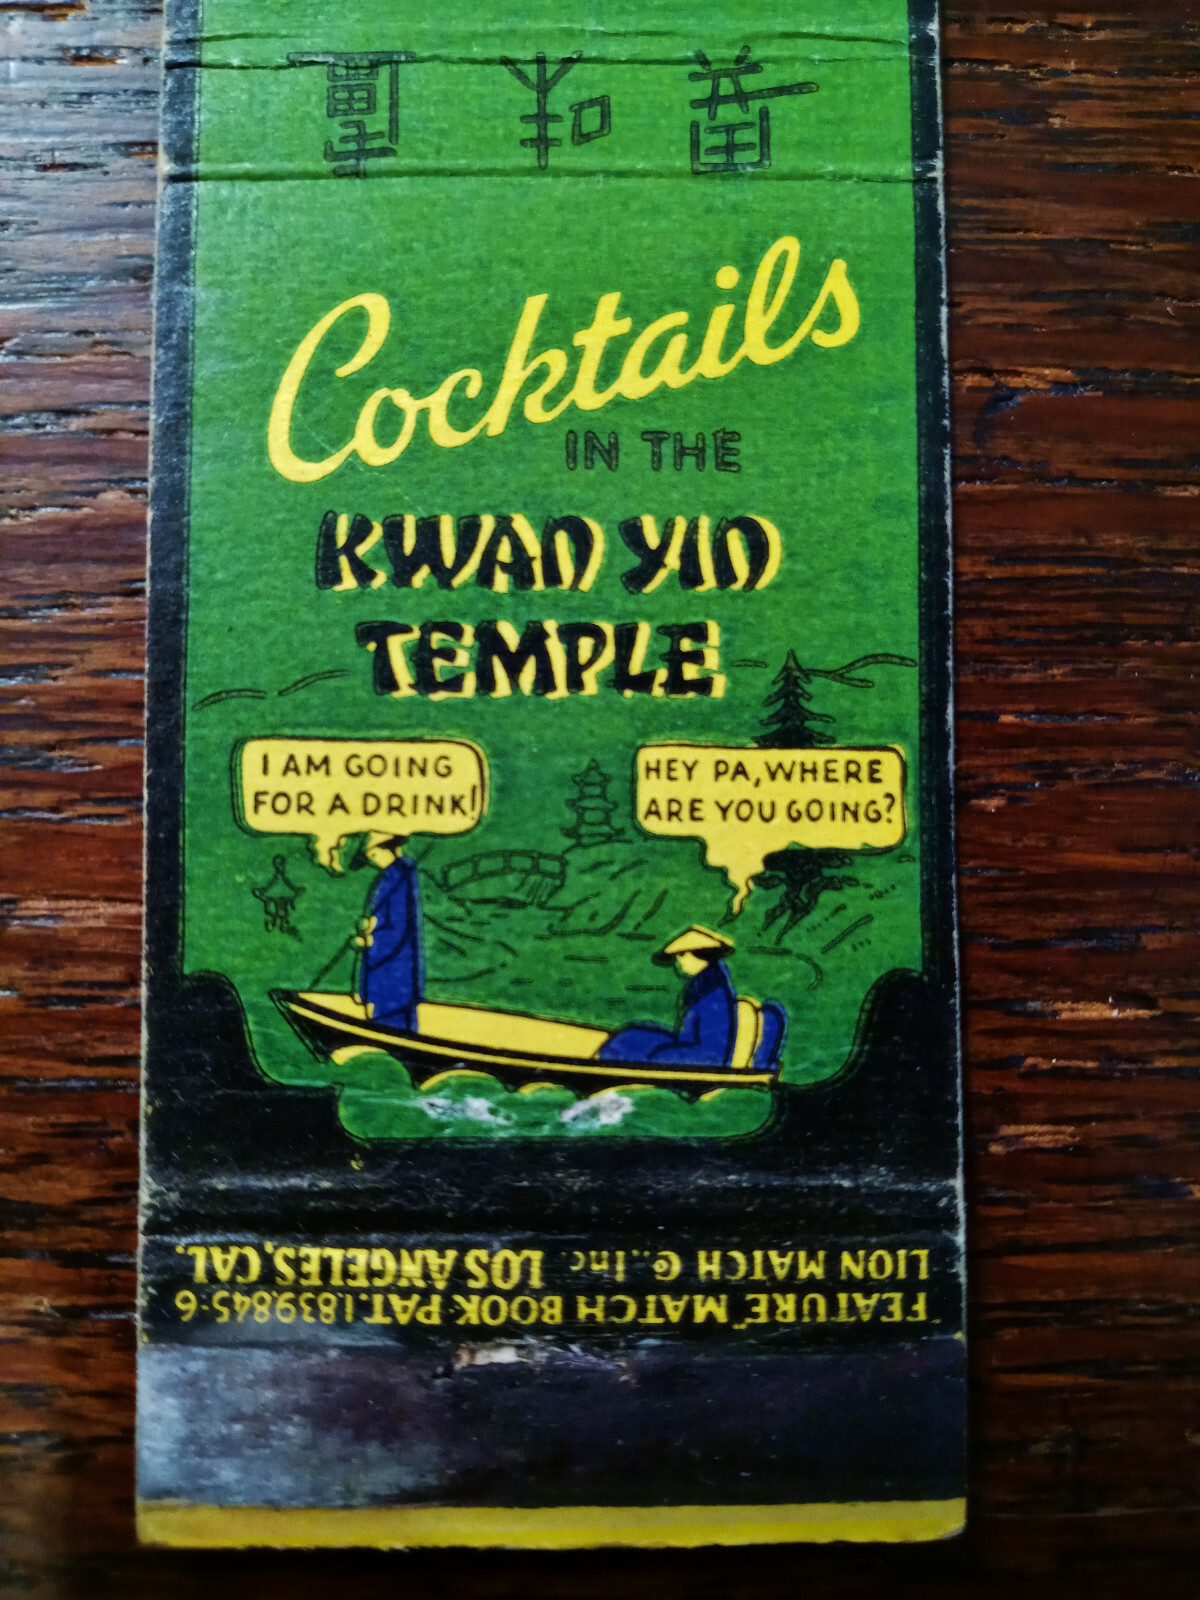 Cocktails
IN THE
KWAN YIN
TEMPLE
I AM GOING
FOR A DRINK!
HEY PA, WHERE
ARE YOU GOING?
"FEATURE" MATCH BOOK·PAT.1,839,845-6
LION MATCH Co., Inc. LOS ANGELES, CAL.